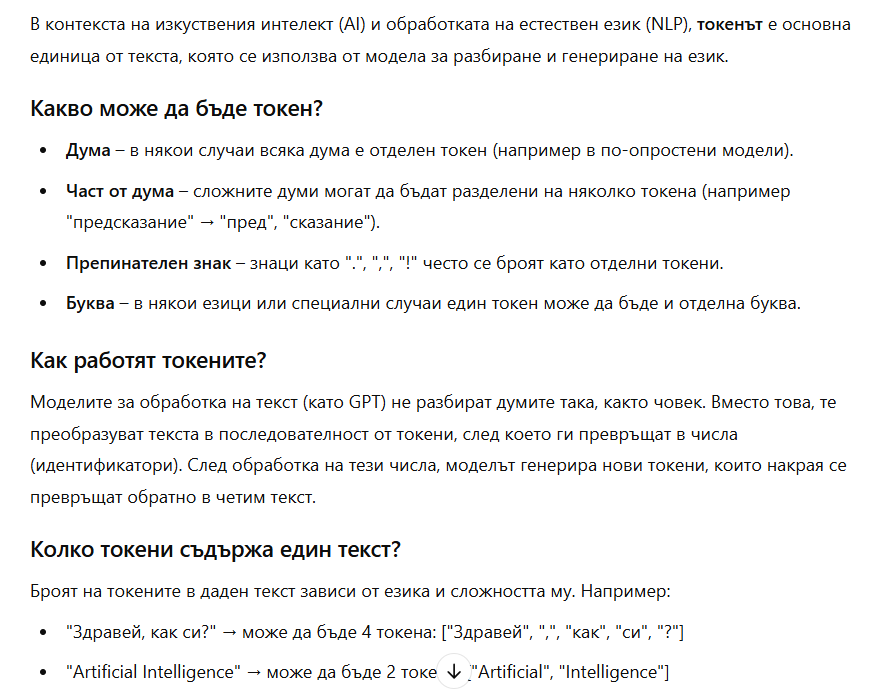 В контекста на изкуствения интелект (AI) и обработката на естествен език (NLP), токенът е основна
единица от текста, която се използва от модела за разбиране и генериране на език.
Какво може да бъде токен?
• Дума – в някои случаи всяка дума е отделен токен (например в по-опростени модели).
• Част от дума – сложните думи могат да бъдат разделени на няколко токена (например
"предсказание" → "пред", "сказание").
• Препинателен знак – знаци като ".", ",", "!" често се броят като отделни токени.
• Буква – в някои езици или специални случаи един токен може да бъде и отделна буква.
Как работят токените?
Моделите за обработка на текст (като GPT) не разбират думите така, както човек. Вместо това, те
преобразуват текста в последователност от токени, след което ги превръщат в числа
(идентификатори). След обработка на тези числа, моделът генерира нови токени, които накрая се
превръщат обратно в четим текст.
Колко токени съдържа един текст?
Броят на токените в даден текст зависи от езика и сложността му. Например:
• "Здравей, как си?" → може да бъде 4 токена: ["Здравей", ",", "как", "си", "?"]
• "Artificial Intelligence" → може да бъде 2 токе "Artificial", "Intelligence"]